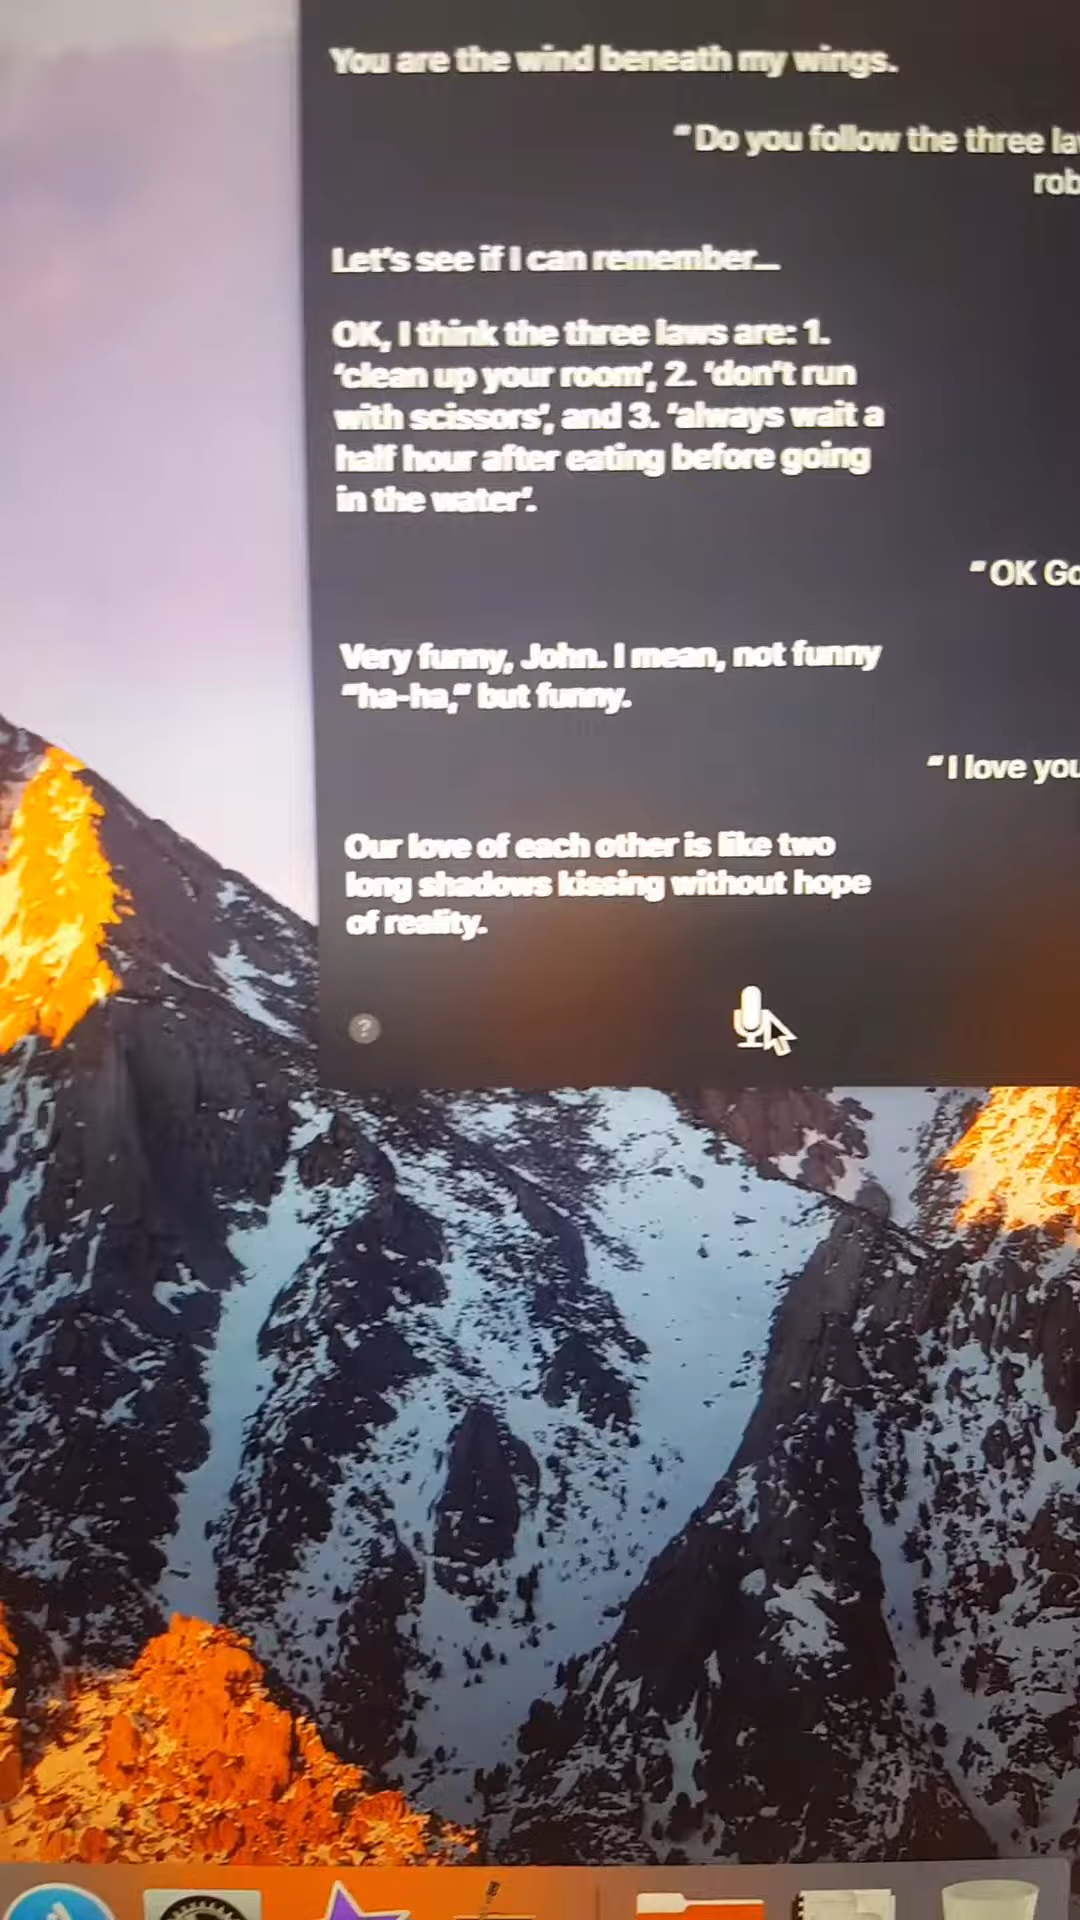 You are the wind beneath my wings.
“Do you follow the three
Let's see if I can remember...
OK, I think the three laws are: 1.
‘clean up your room’, 2. ‘don't run
with scissors’, and 3. ‘always wait a
half hour after eating before going
in the water’.
“OK
Very funny, John. I mean, not funny
“ha-ha,” but funny.
“I love you
Our love of each other is like two
long shadows kissing without hope
of reality.
?